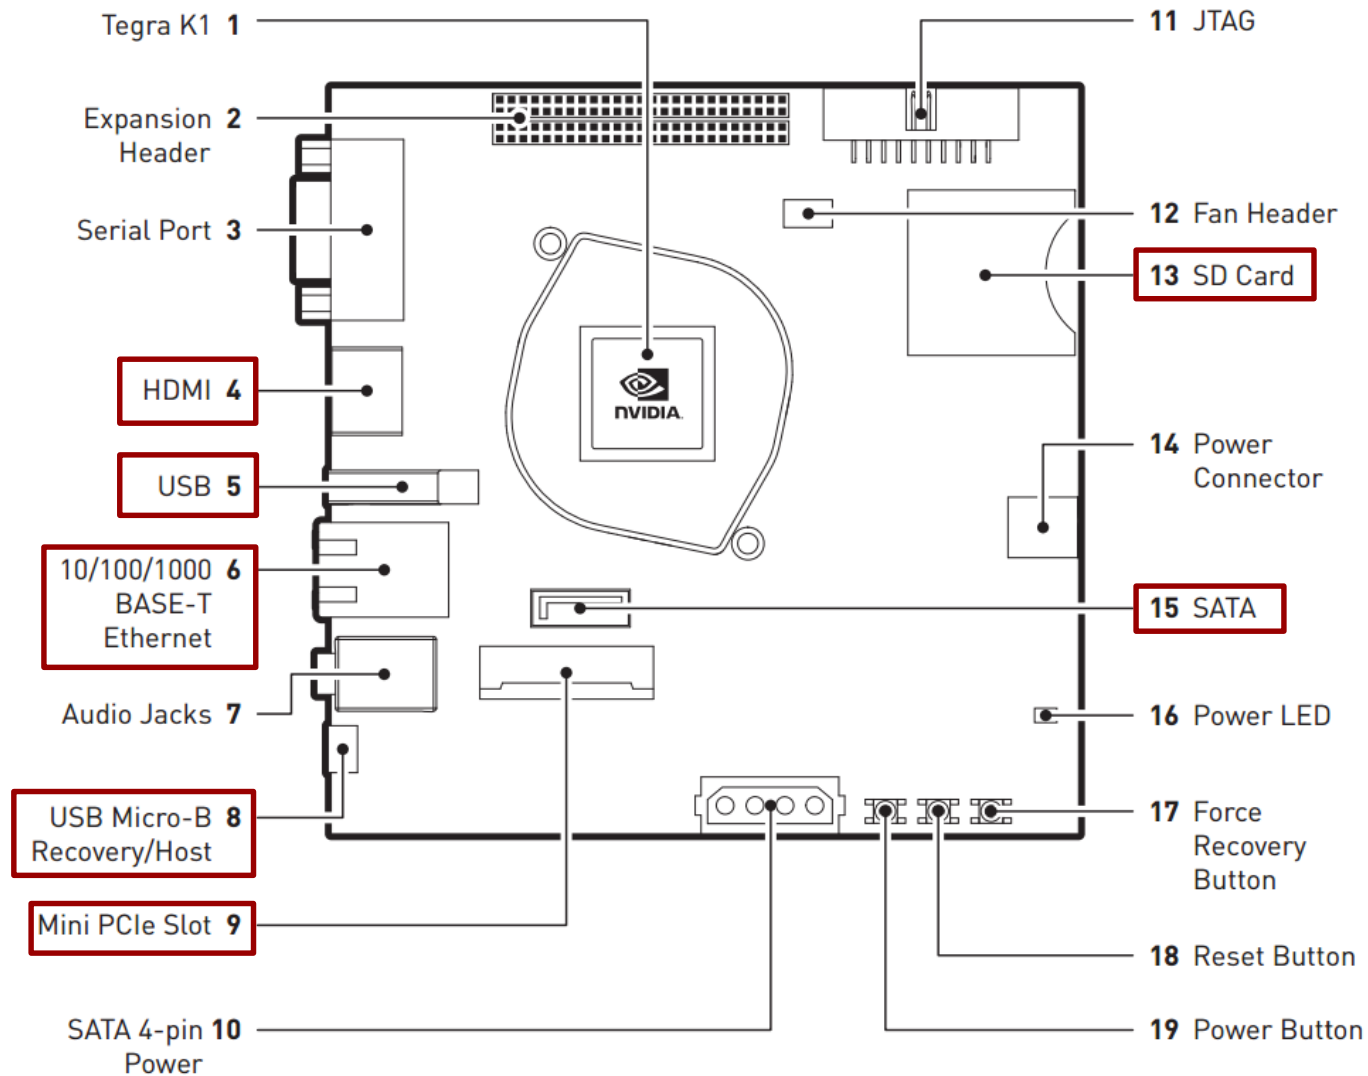 Tegra K1 1
Expansion 2
Header
Serial Port 3
HDMI 4
USB 5
10/100/1000 6
BASE-T
Ethernet
Audio Jacks 7
USB Micro-B 8
Recovery/Host
Mini PCIe Slot 9
SATA 4-pin 10
Power
NVIDIA.
11 JTAG
12 Fan Header
13 SD Card
14 Power
Connector
15 SATA
16 Power LED
17 Force
Recovery
Button
18 Reset Button
19 Power Button